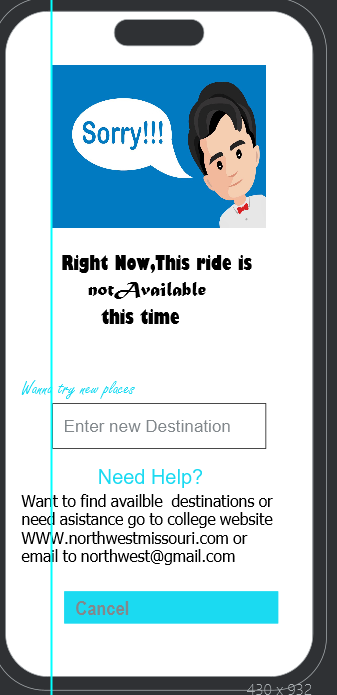 Sorry!!!
Right Now,This ride is
notAvailable
this time
Wanna try new places
Enter new Destination
Need Help?
Want to find availble destinations or
need asistance go to college website
WWW.northwestmissouri.com or
email to northwest@gmail.com
Cancel
430 x 932